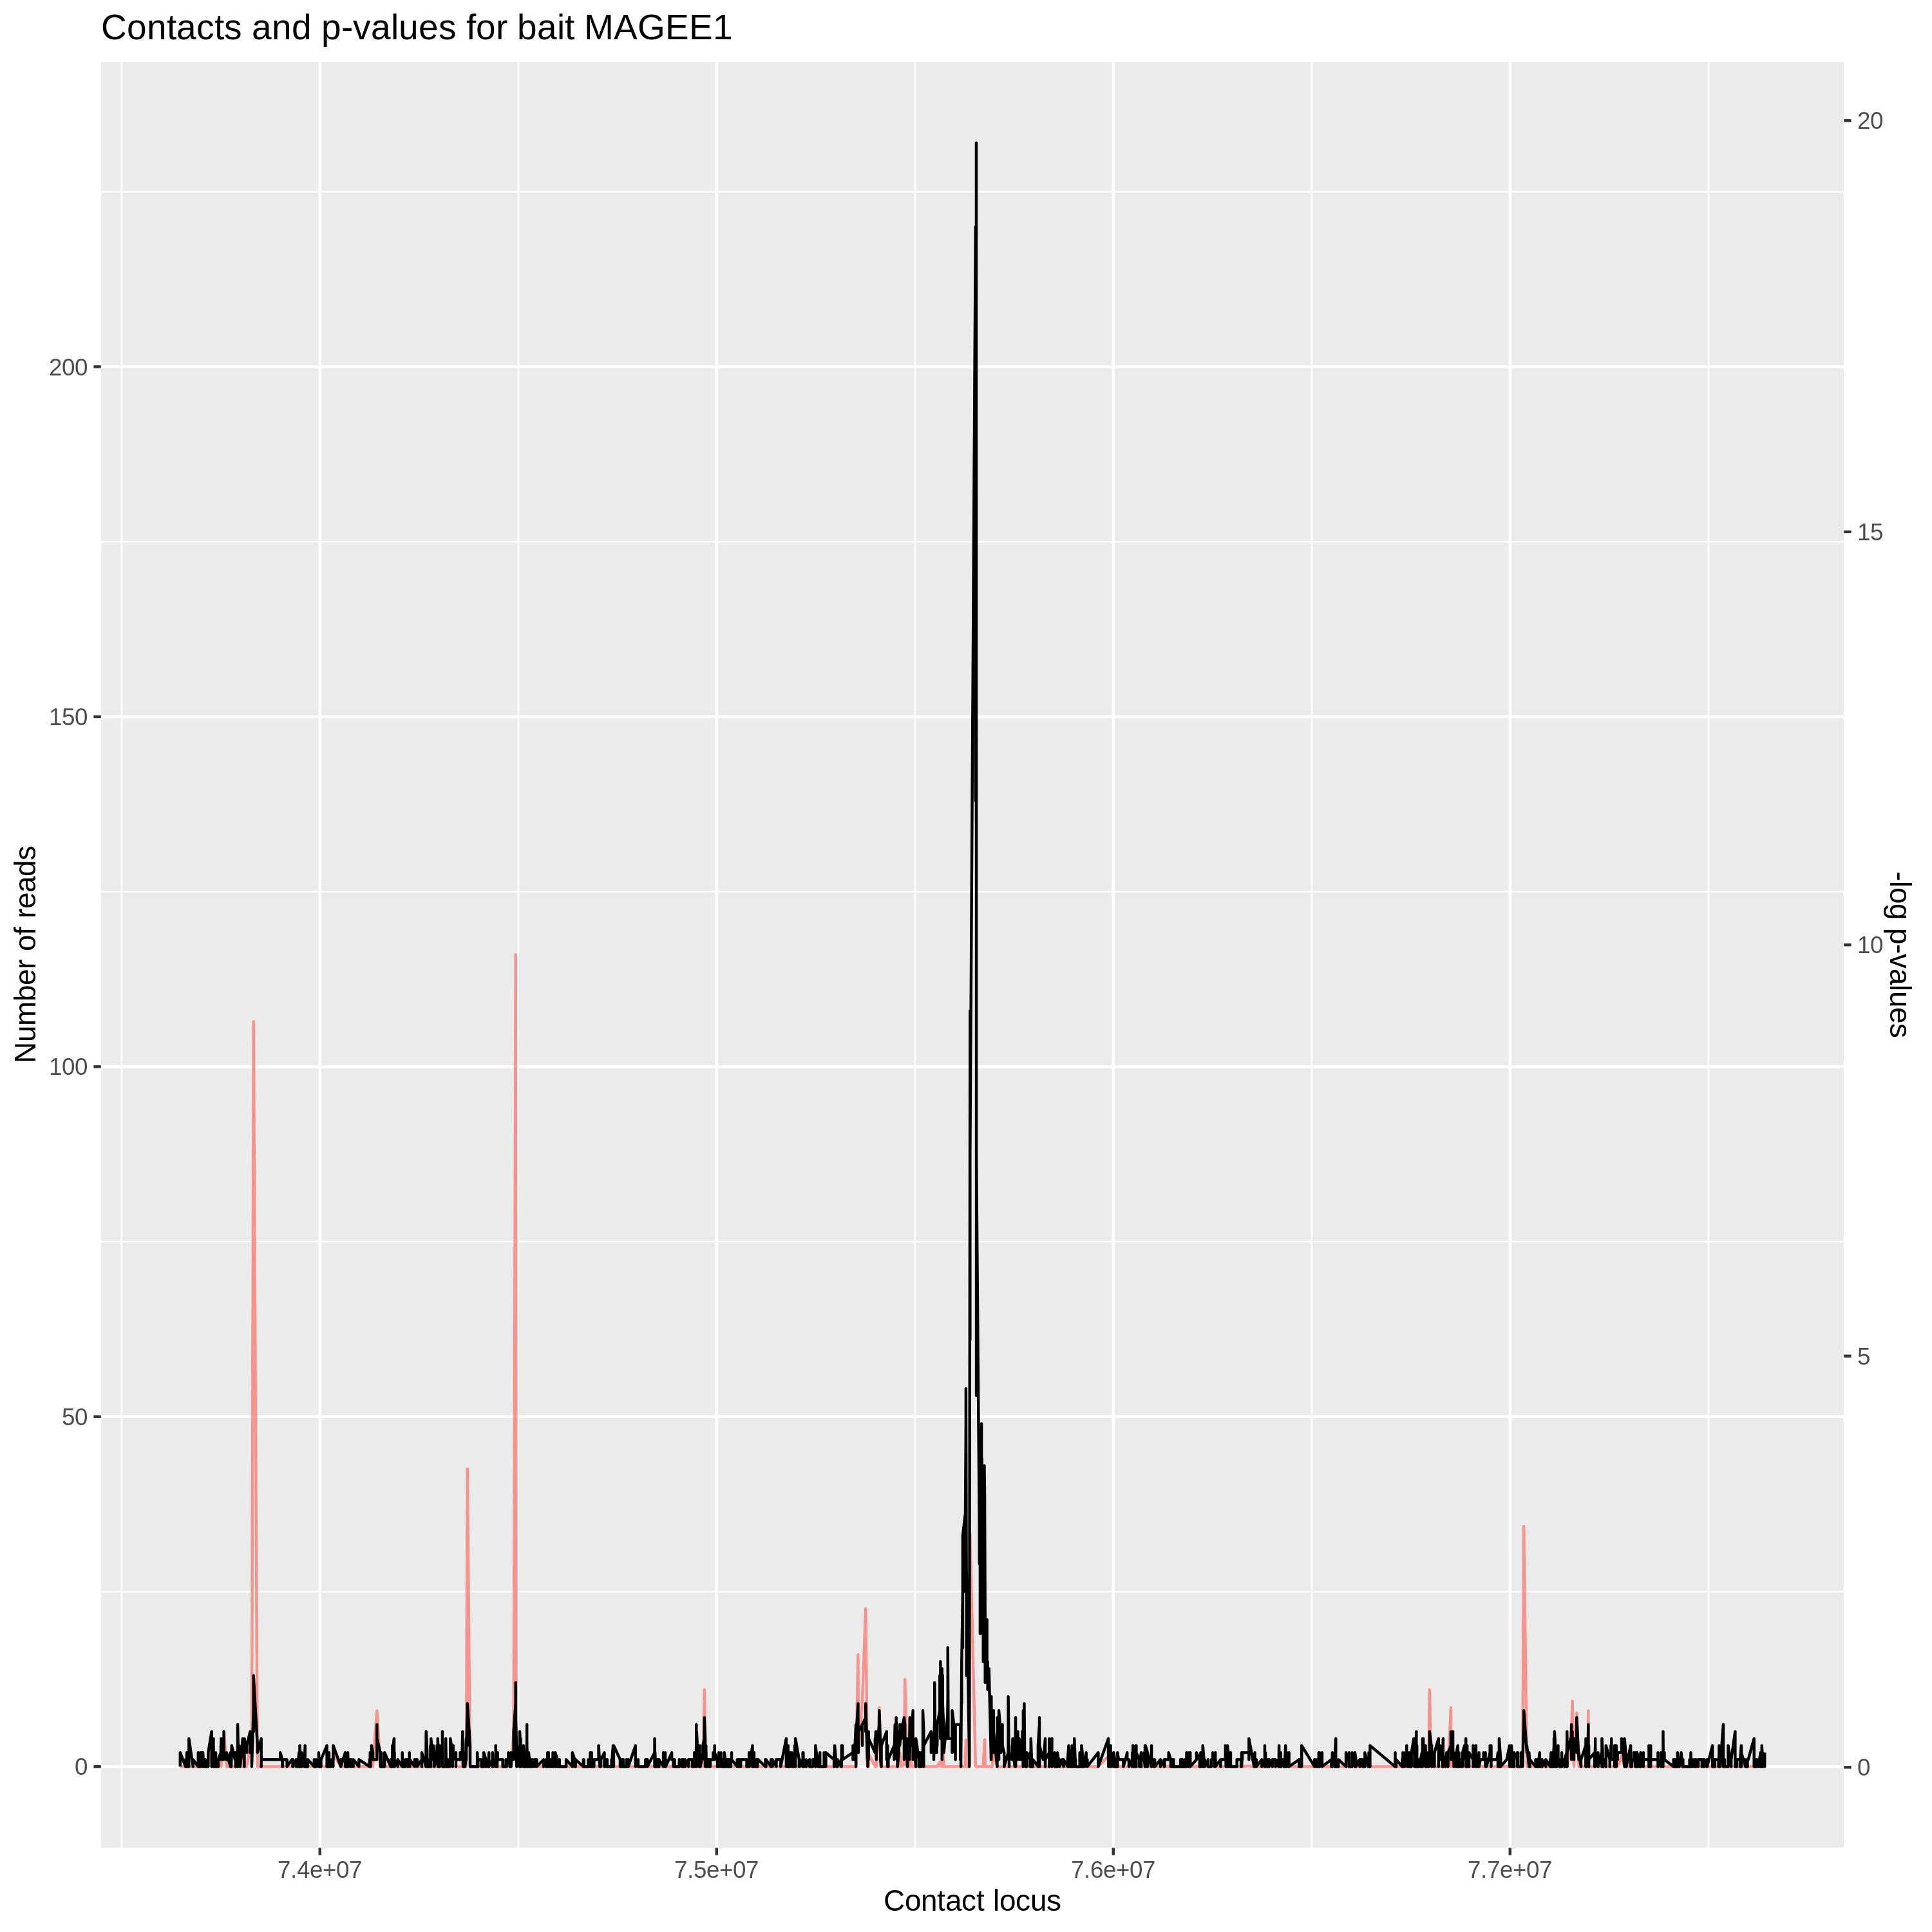 Contacts and p-values for bait MAGEE1
Number of reads
200
150
100
50
0
20
15
10
5
0
-log p-values
7.4e+07 7.5e+07 7.6e+07 7.7e+07
Contact locus